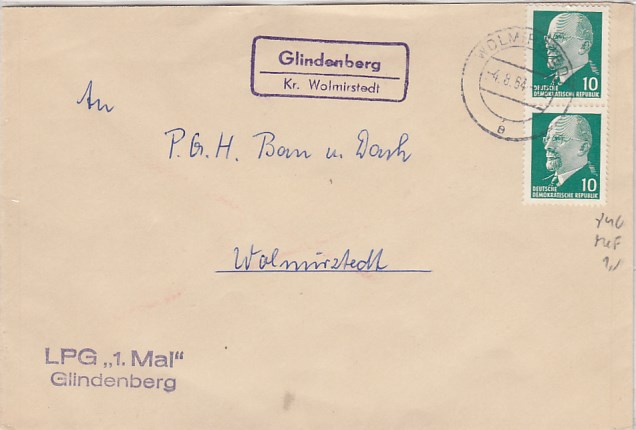 Glindenberg
Kr. Wolmirstedt
WOLMIRSTED
-4.8.64
a
10
DEUTSCHE
DEMOKRATISCHE REPUBLIK
10
DEUTSCHE
DEMOKRATISCHE REPUBLIK
An
P.G.H. Bau u. Dach
Wolmirstedt
LPG „1. Mai“
Glindenberg